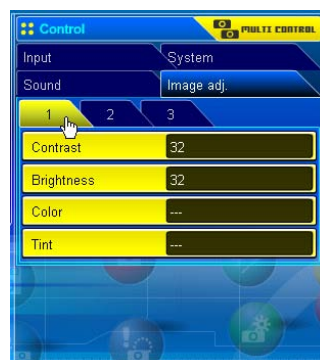 Control
MULTI CONTROL
Input
System
Sound
Image adj.
1 2 3
Contrast 32
Brightness 32
Color ---
Tint ---